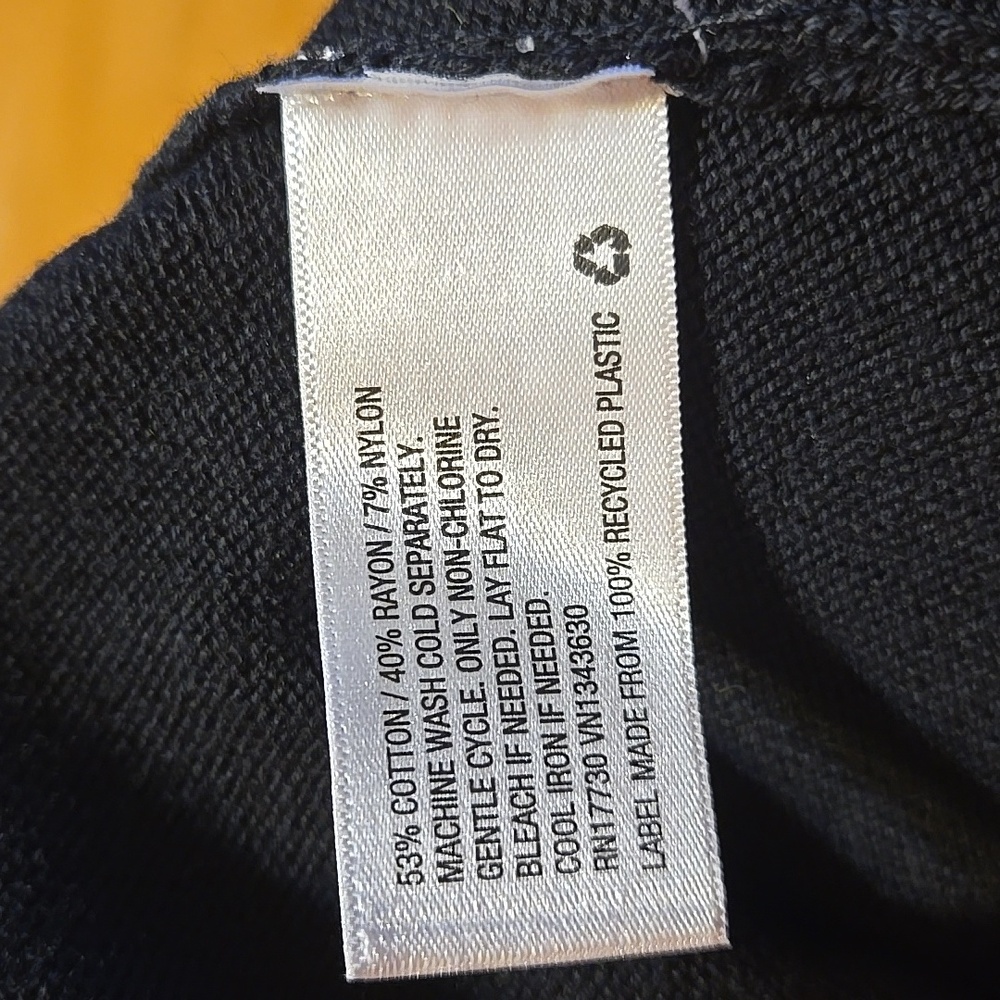 53% COTTON / 40% RAYON / 7% NYLON
MACHINE WASH COLD SEPARATELY.
GENTLE CYCLE. ONLY NON-CHLORINE
BLEACH IF NEEDED. LAY FLAT TO DRY.
COOL IRON IF NEEDED.
RN17730 VN1343630
LABEL MADE FROM 100% RECYCLED PLASTIC